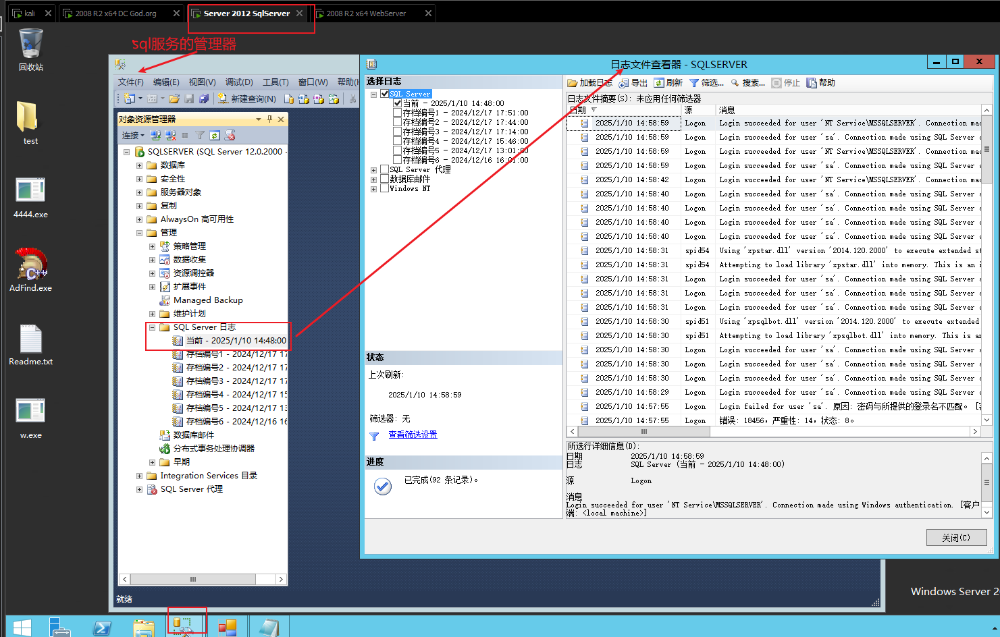 kali
2008 R2 x64 DC God.org
Server 2012 SqlServer
2008 R2 x64 WebServer
sql服务的管理器
回收站
test
4444.exe
AdFind.exe
Readme.txt
w.exe
文件(F) 编辑(E) 视图(V) 调试(D) 工具(T) 窗口(W) 帮助(H
新建查询(N)
对象资源管理器
连接
SQLSERVER (SQL Server 12.0.2000 -
数据库
安全性
服务器对象
复制
AlwaysOn 高可用性
管理
策略管理
数据收集
资源调控器
扩展事件
Managed Backup
维护计划
SQL Server 日志
当前 - 2025/1/10 14:48:00
存档编号1 - 2024/12/17 17
存档编号2 - 2024/12/17 17
存档编号3 - 2024/12/17 17
存档编号4 - 2024/12/17 15
存档编号5 - 2024/12/17 13
存档编号6 - 2024/12/16 16
数据库邮件
分布式事务处理协调器
早期
Integration Services 目录
SQL Server 代理
就绪
日志文件查看器 - SQLSERVER
选择日志
SQL Server
当前 - 2025/1/10 14:48:00
存档编号1 - 2024/12/17 17:51:00
存档编号2 - 2024/12/17 17:44:00
存档编号3 - 2024/12/17 17:14:00
存档编号4 - 2024/12/17 15:46:00
存档编号5 - 2024/12/17 13:01:00
存档编号6 - 2024/12/16 16:01:00
SQL Server 代理
数据库邮件
Windows NT
状态
上次刷新:
2025/1/10 14:58:59
筛选器: 无
查看筛选设置
进度
已完成(92 条记录)。
加载日志 导出 刷新 筛选... 搜索... 停止 帮助
日志文件摘要(S): 未应用任何筛选器
日期 源 消息
2025/1/10 14:58:59 Logon Login succeeded for user 'NT Service\MSSQLSERVER'. Connection mad
2025/1/10 14:58:59 Logon Login succeeded for user 'sa'. Connection made using SQL Server a
2025/1/10 14:58:59 Logon Login succeeded for user 'NT Service\MSSQLSERVER'. Connection mad
2025/1/10 14:58:59 Logon Login succeeded for user 'sa'. Connection made using SQL Server a
2025/1/10 14:58:42 Logon Login succeeded for user 'NT Service\MSSQLSERVER'. Connection mad
2025/1/10 14:58:40 Logon Login succeeded for user 'sa'. Connection made using SQL Server a
2025/1/10 14:58:40 Logon Login succeeded for user 'sa'. Connection made using SQL Server a
2025/1/10 14:58:40 Logon Login succeeded for user 'sa'. Connection made using SQL Server a
2025/1/10 14:58:40 Logon Login succeeded for user 'sa'. Connection made using SQL Server a
2025/1/10 14:58:31 spid54 Using 'xpstar.dll' version '2014.120.2000' to execute extended st
2025/1/10 14:58:31 spid54 Attempting to load library 'xpstar.dll' into memory. This is an i
2025/1/10 14:58:31 Logon Login succeeded for user 'sa'. Connection made using SQL Server a
2025/1/10 14:58:31 Logon Login succeeded for user 'sa'. Connection made using SQL Server a
2025/1/10 14:58:31 Logon Login succeeded for user 'sa'. Connection made using SQL Server a
2025/1/10 14:58:30 spid51 Using 'xpsqlbot.dll' version '2014.120.2000' to execute extended
2025/1/10 14:58:30 spid51 Attempting to load library 'xpsqlbot.dll' into memory. This is an
2025/1/10 14:58:30 Logon Login succeeded for user 'sa'. Connection made using SQL Server a
2025/1/10 14:58:30 Logon Login succeeded for user 'sa'. Connection made using SQL Server a
2025/1/10 14:58:30 Logon Login succeeded for user 'sa'. Connection made using SQL Server a
2025/1/10 14:58:29 Logon Login succeeded for user 'sa'. Connection made using SQL Server a
2025/1/10 14:57:55 Logon Login failed for user 'sa'. 原因: 密码与所提供的登录名不匹配。 [客
2025/1/10 14:57:55 Logon 错误: 18456，严重性: 14，状态: 8。
所选行详细信息(D):
日期 2025/1/10 14:58:59
日志 SQL Server (当前 - 2025/1/10 14:48:00)
源 Logon
消息
Login succeeded for user 'NT Service\MSSQLSERVER'. Connection made using Windows authentication. [客户
端: <local machine>]
关闭(C)
Windows Server 2